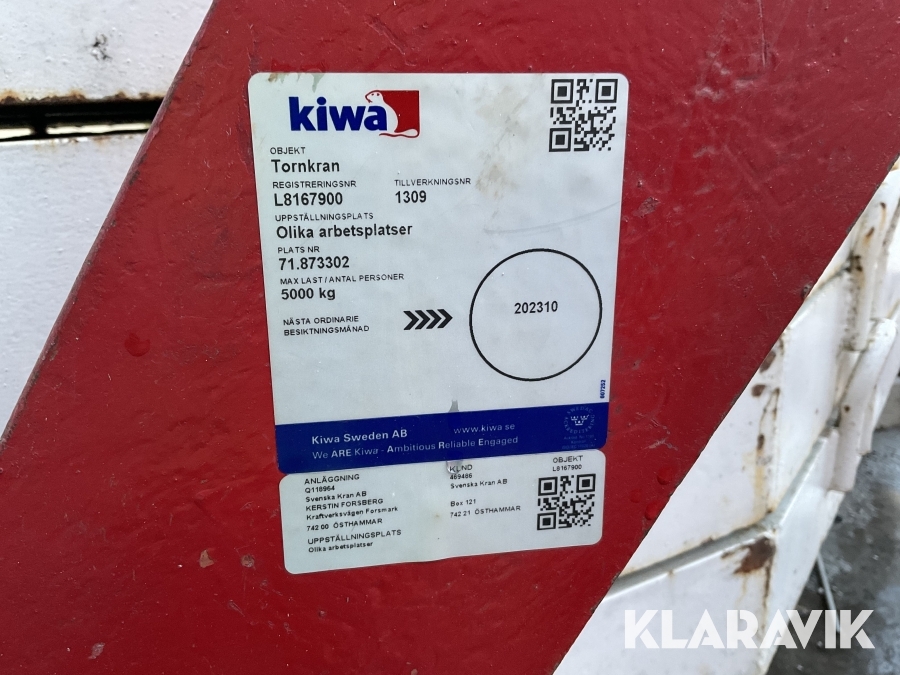 kiwa
OBJEKT
Tornkran
REGISTRERINGSNR TILLVERKNINGSNR
L8167900 1309
UPPSTÄLLNINGSPLATS
Olika arbetsplatser
PLATS NR
71.873302
MAX LAST / ANTAL PERSONER
5000 kg
NÄSTA ORDINARIE
BESIKTNINGSMÅNAD
202310
607252
Kiwa Sweden AB www.kiwa.se
We ARE Kiwa - Ambitious Reliable Engaged
ANLÄGGNING
Q118964
Svenska Kran AB
KERSTIN FORSBERG
Kraftverksvägen Forsmark
742 00 ÖSTHAMMAR
UPPSTÄLLNINGSPLATS
Olika arbetsplatser
KUND
469486
Svenska Kran AB
Box 121
742 21 ÖSTHAMMAR
OBJEKT
L8167900
KLARAVIK